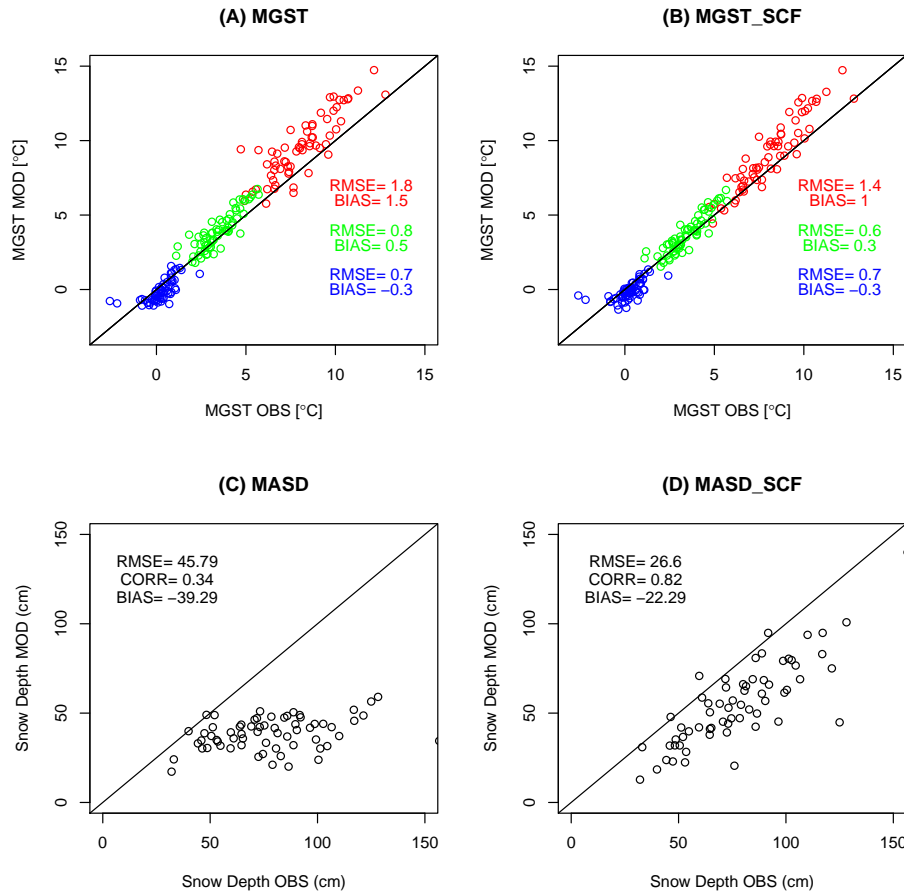 (A) MGST
MGST MOD [°C]
15
10
5
0
RMSE= 1.8
BIAS= 1.5
RMSE= 0.8
BIAS= 0.5
RMSE= 0.7
BIAS= −0.3
0 5 10 15
MGST OBS [°C]
(B) MGST_SCF
MGST MOD [°C]
15
10
5
0
RMSE= 1.4
BIAS= 1
RMSE= 0.6
BIAS= 0.3
RMSE= 0.7
BIAS= −0.3
0 5 10 15
MGST OBS [°C]
(C) MASD
Snow Depth MOD (cm)
150
100
50
0
RMSE= 45.79
CORR= 0.34
BIAS= −39.29
0 50 100 150
Snow Depth OBS (cm)
(D) MASD_SCF
Snow Depth MOD (cm)
150
100
50
0
RMSE= 26.6
CORR= 0.82
BIAS= −22.29
0 50 100 150
Snow Depth OBS (cm)